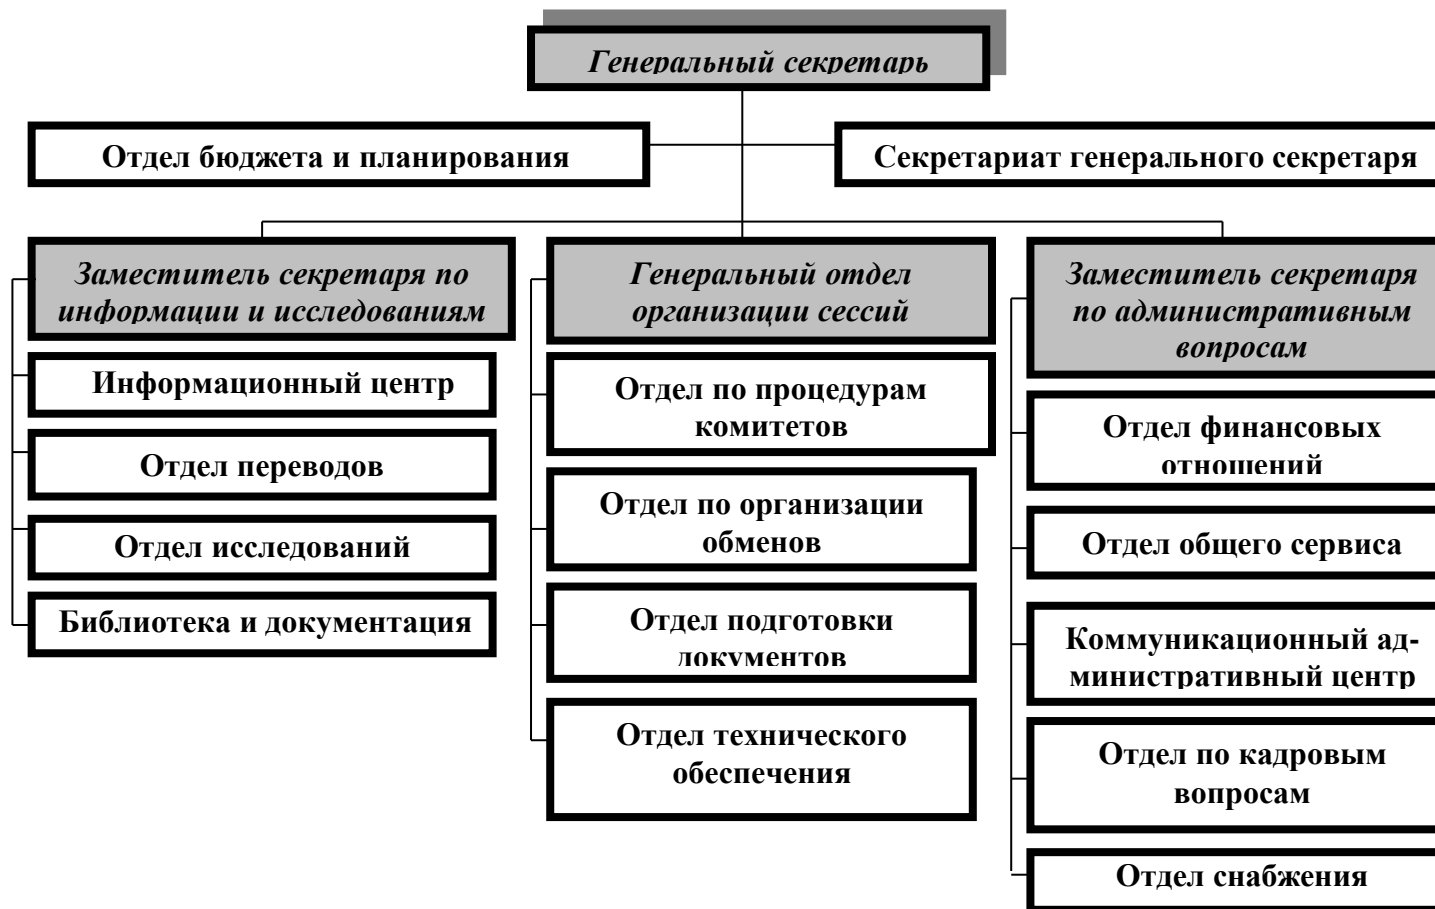 Генеральный секретарь
Отдел бюджета и планирования
Секретариат генерального секретаря
Заместитель секретаря по
информации и исследованиям
Информационный центр
Отдел переводов
Отдел исследований
Библиотека и документация
Генеральный отдел
организации сессий
Отдел по процедурам
комитетов
Отдел по организации
обменов
Отдел подготовки
документов
Отдел технического
обеспечения
Заместитель секретаря
по административным
вопросам
Отдел финансовых
отношений
Отдел общего сервиса
Коммуникационный ад-
министративный центр
Отдел по кадровым
вопросам
Отдел снабжения